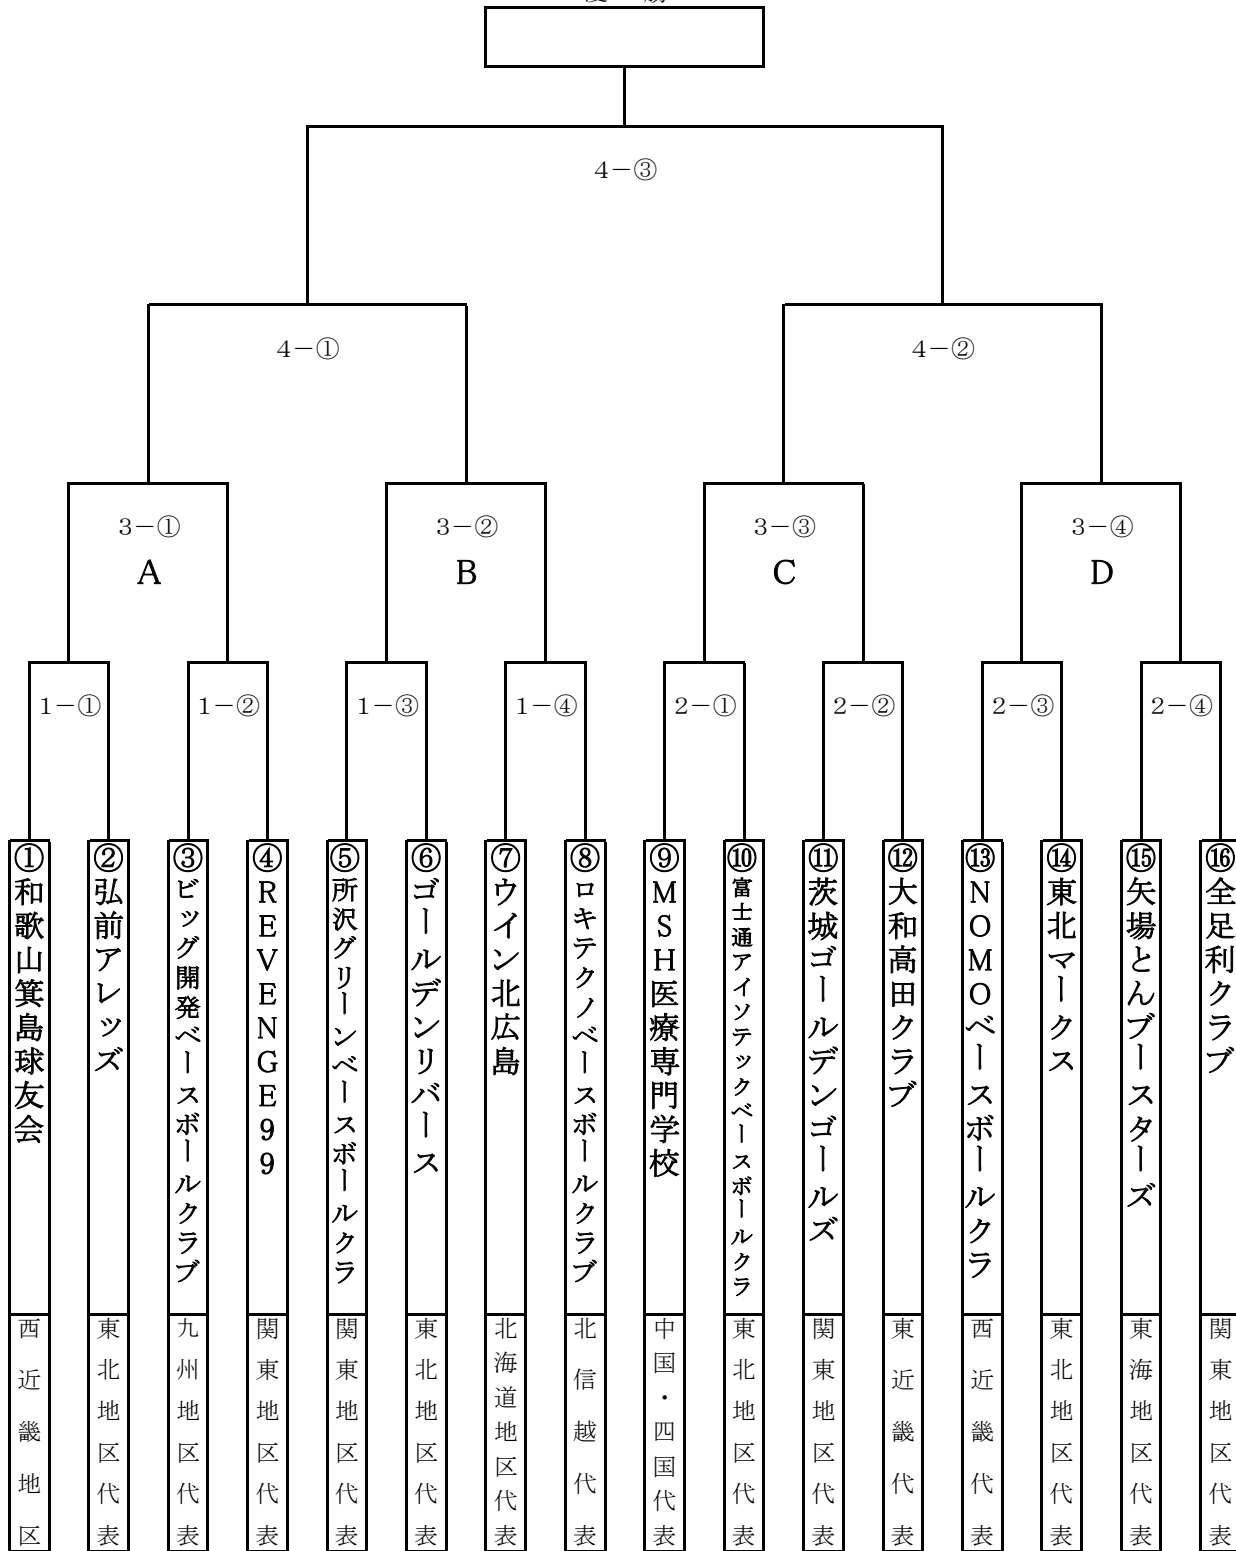 4－③
4－①
4－②
3－①
3－②
3－③
3－④
A
B
C
D
1－①
1－②
1－③
1－④
2－①
2－②
2－③
2－④
①和歌山箕島球友会
②弘前アレッズ
③ビッグ開発ベースボールクラブ
④REVENGE99
⑤所沢グリーンベースボールクラ
⑥ゴールデンリバース
⑦ウイン北広島
⑧ロキテクノベースボールクラブ
⑨MSH医療専門学校
⑩富士通アイソテックベースボールクラ
⑪茨城ゴールデンゴールズ
⑫大和高田クラブ
⑬NOMOベースボールクラ
⑭東北マークス
⑮矢場とんブースターズ
⑯全足利クラブ
西近畿地区
東北地区代表
九州地区代表
関東地区代表
関東地区代表
東北地区代表
北海道地区代表
北信越代表
中国・四国代表
東北地区代表
関東地区代表
東近畿代表
西近畿代表
東北地区代表
東海地区代表
関東地区代表